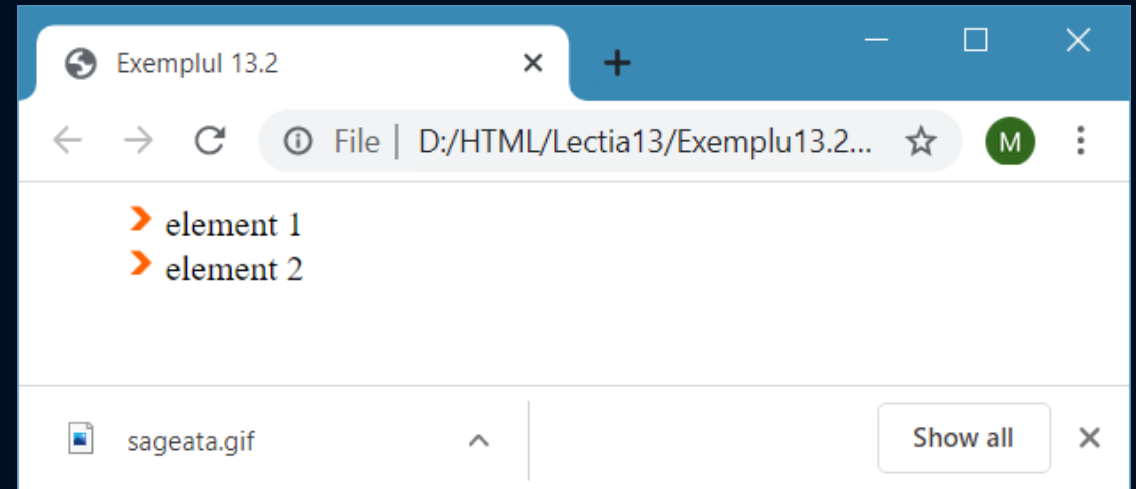 Exemplul 13.2
File | D:/HTML/Lectia13/Exemplu13.2... M
element 1
element 2
sageata.gif Show all